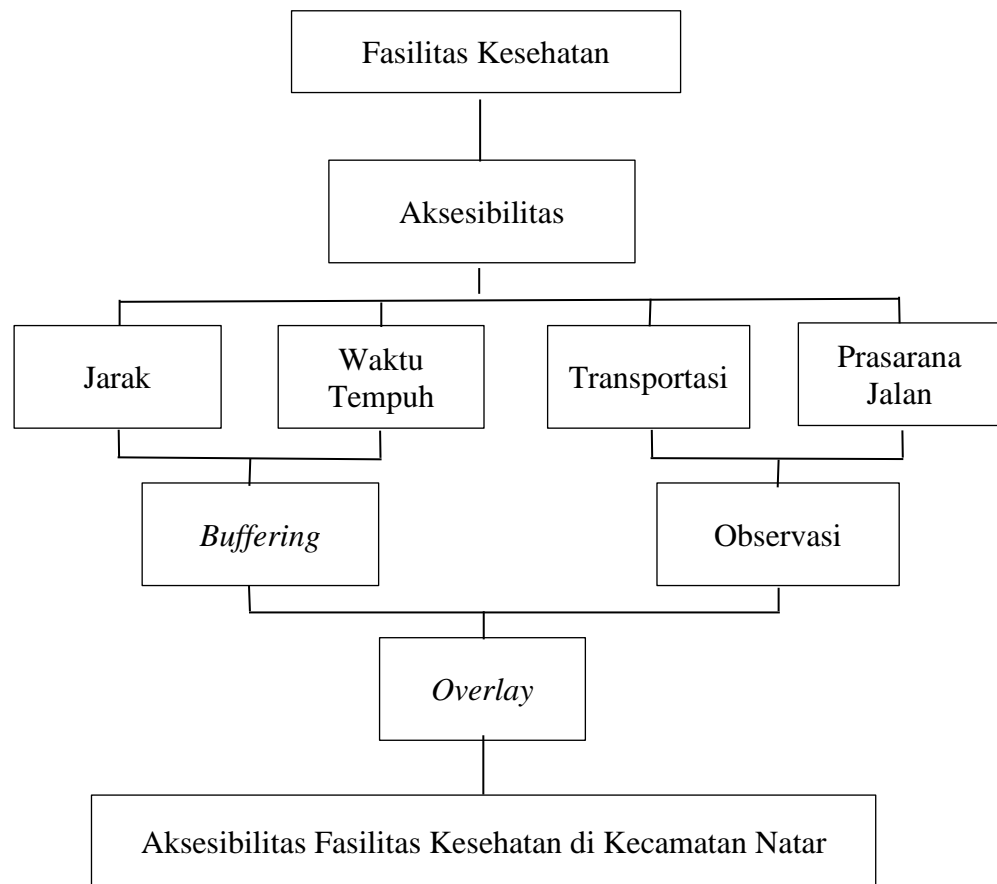 Fasilitas Kesehatan
Aksesibilitas
Jarak
Waktu
Tempuh
Transportasi
Prasarana
Jalan
Buffering
Observasi
Overlay
Aksesibilitas Fasilitas Kesehatan di Kecamatan Natar